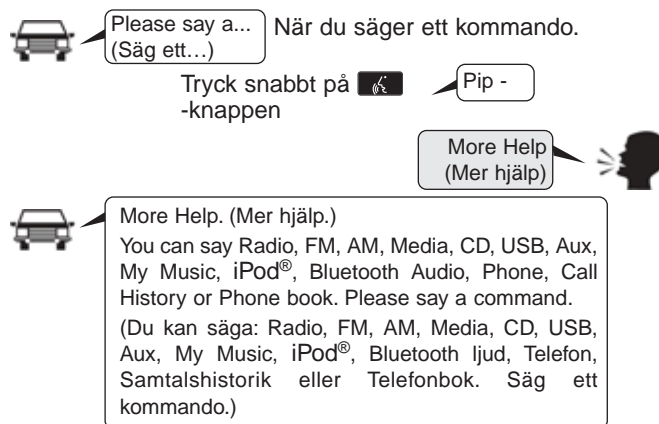 Please say a...
(Säg ett…)
När du säger ett kommando.
Tryck snabbt på
-knappen
Pip -
More Help
(Mer hjälp)
More Help. (Mer hjälp.)
You can say Radio, FM, AM, Media, CD, USB, Aux,
My Music, iPod®, Bluetooth Audio, Phone, Call
History or Phone book. Please say a command.
(Du kan säga: Radio, FM, AM, Media, CD, USB,
Aux, My Music, iPod®, Bluetooth ljud, Telefon,
Samtalshistorik eller Telefonbok. Säg ett
kommando.)